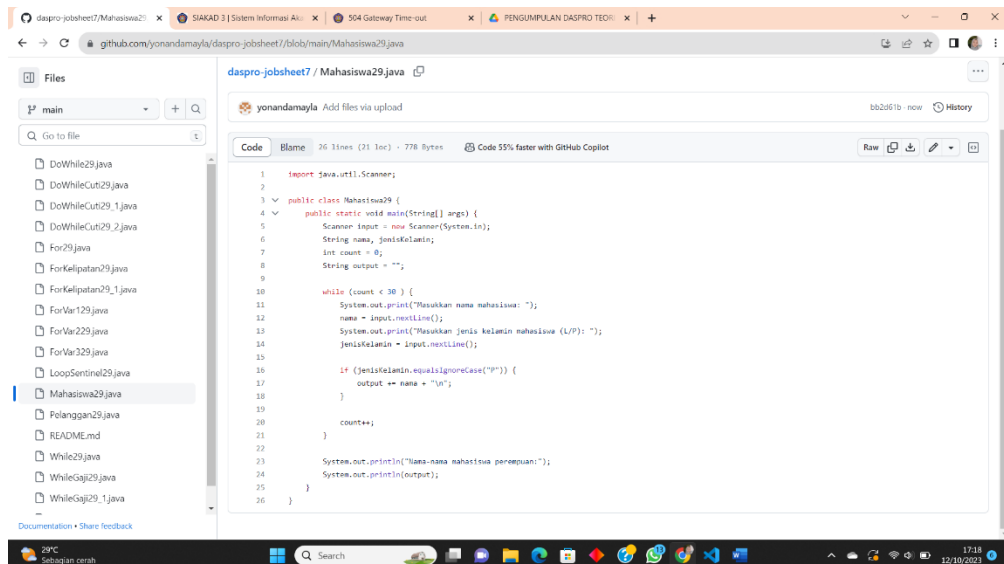 daspro-jobsheet7/Mahasiswa29
SIAKAD 3 | Sistem Informasi Aka
504 Gateway Time-out
PENGUMPULAN DASPRO TEORI
github.com/yonandamayla/daspro-jobsheet7/blob/main/Mahasiswa29.java
Files
main
Go to file
t
DoWhile29.java
DoWhileCuti29.java
DoWhileCuti29_1.java
DoWhileCuti29_2.java
For29.java
ForKelipatan29.java
ForKelipatan29_1.java
ForVar129.java
ForVar229.java
ForVar329.java
LoopSentinel29.java
Mahasiswa29.java
Pelanggan29.java
README.md
While29.java
WhileGaji29.java
WhileGaji29_1.java
Documentation • Share feedback
daspro-jobsheet7 / Mahasiswa29.java
yonandamayla Add files via upload
bb2d61b · now History
Code Blame 26 lines (21 loc) · 778 Bytes Code 55% faster with GitHub Copilot Raw
1 import java.util.Scanner;
2
3 public class Mahasiswa29 {
4 public static void main(String[] args) {
5 Scanner input = new Scanner(System.in);
6 String nama, jenisKelamin;
7 int count = 0;
8 String output = "";
9
10 while (count < 30 ) {
11 System.out.print("Masukkan nama mahasiswa: ");
12 nama = input.nextLine();
13 System.out.print("Masukkan jenis kelamin mahasiswa (L/P): ");
14 jenisKelamin = input.nextLine();
15
16 if (jenisKelamin.equalsIgnoreCase("P")) {
17 output += nama + "\n";
18 }
19
20 count++;
21 }
22
23 System.out.println("Nama-nama mahasiswa perempuan:");
24 System.out.println(output);
25 }
26 }
29°C
Sebagian cerah
Search
17:18
12/10/2023